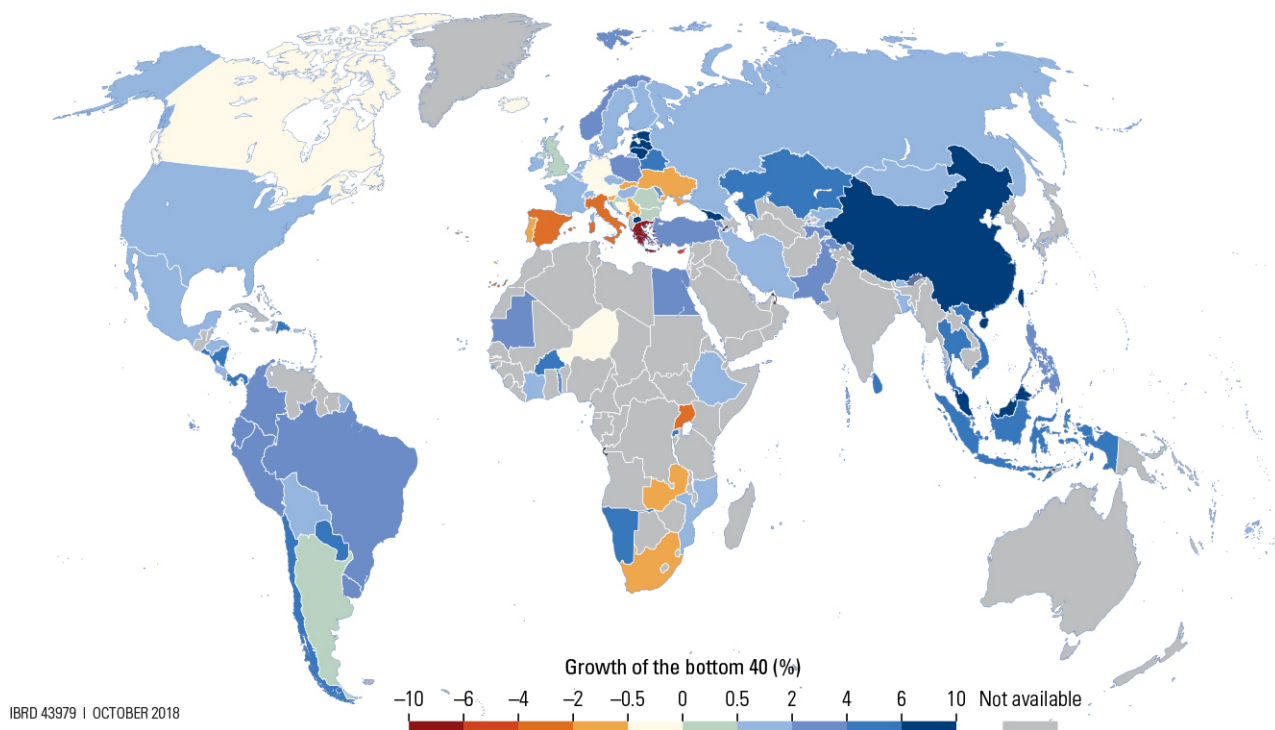 Growth of the bottom 40 (%)
−10 −6 −4 −2 −0.5 0 0.5 2 4 6 10 Not available
IBRD 43979 | OCTOBER 2018